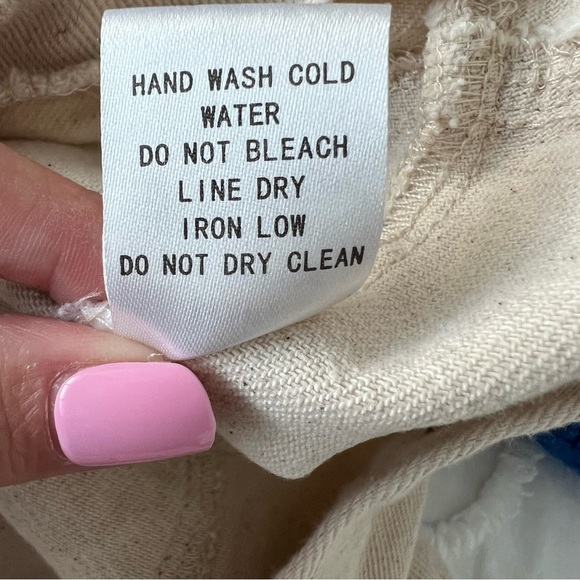 HAND WASH COLD
WATER
DO NOT BLEACH
LINE DRY
IRON LOW
DO NOT DRY CLEAN